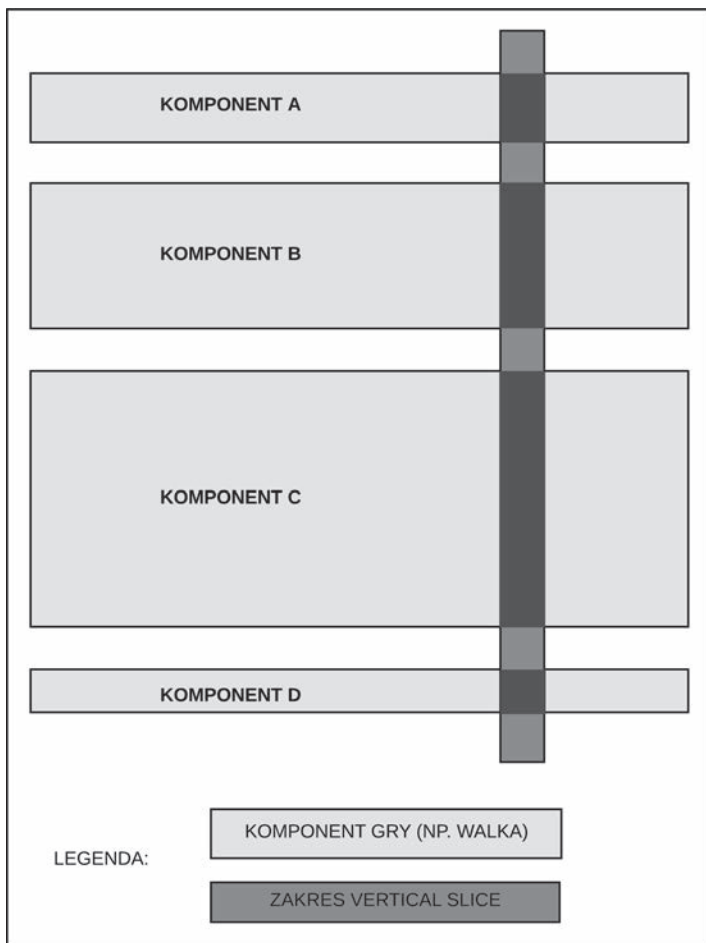 KOMPONENT A
KOMPONENT B
KOMPONENT C
KOMPONENT D
KOMPONENT GRY (NP. WALKA)
LEGENDA:
ZAKRES VERTICAL SLICE